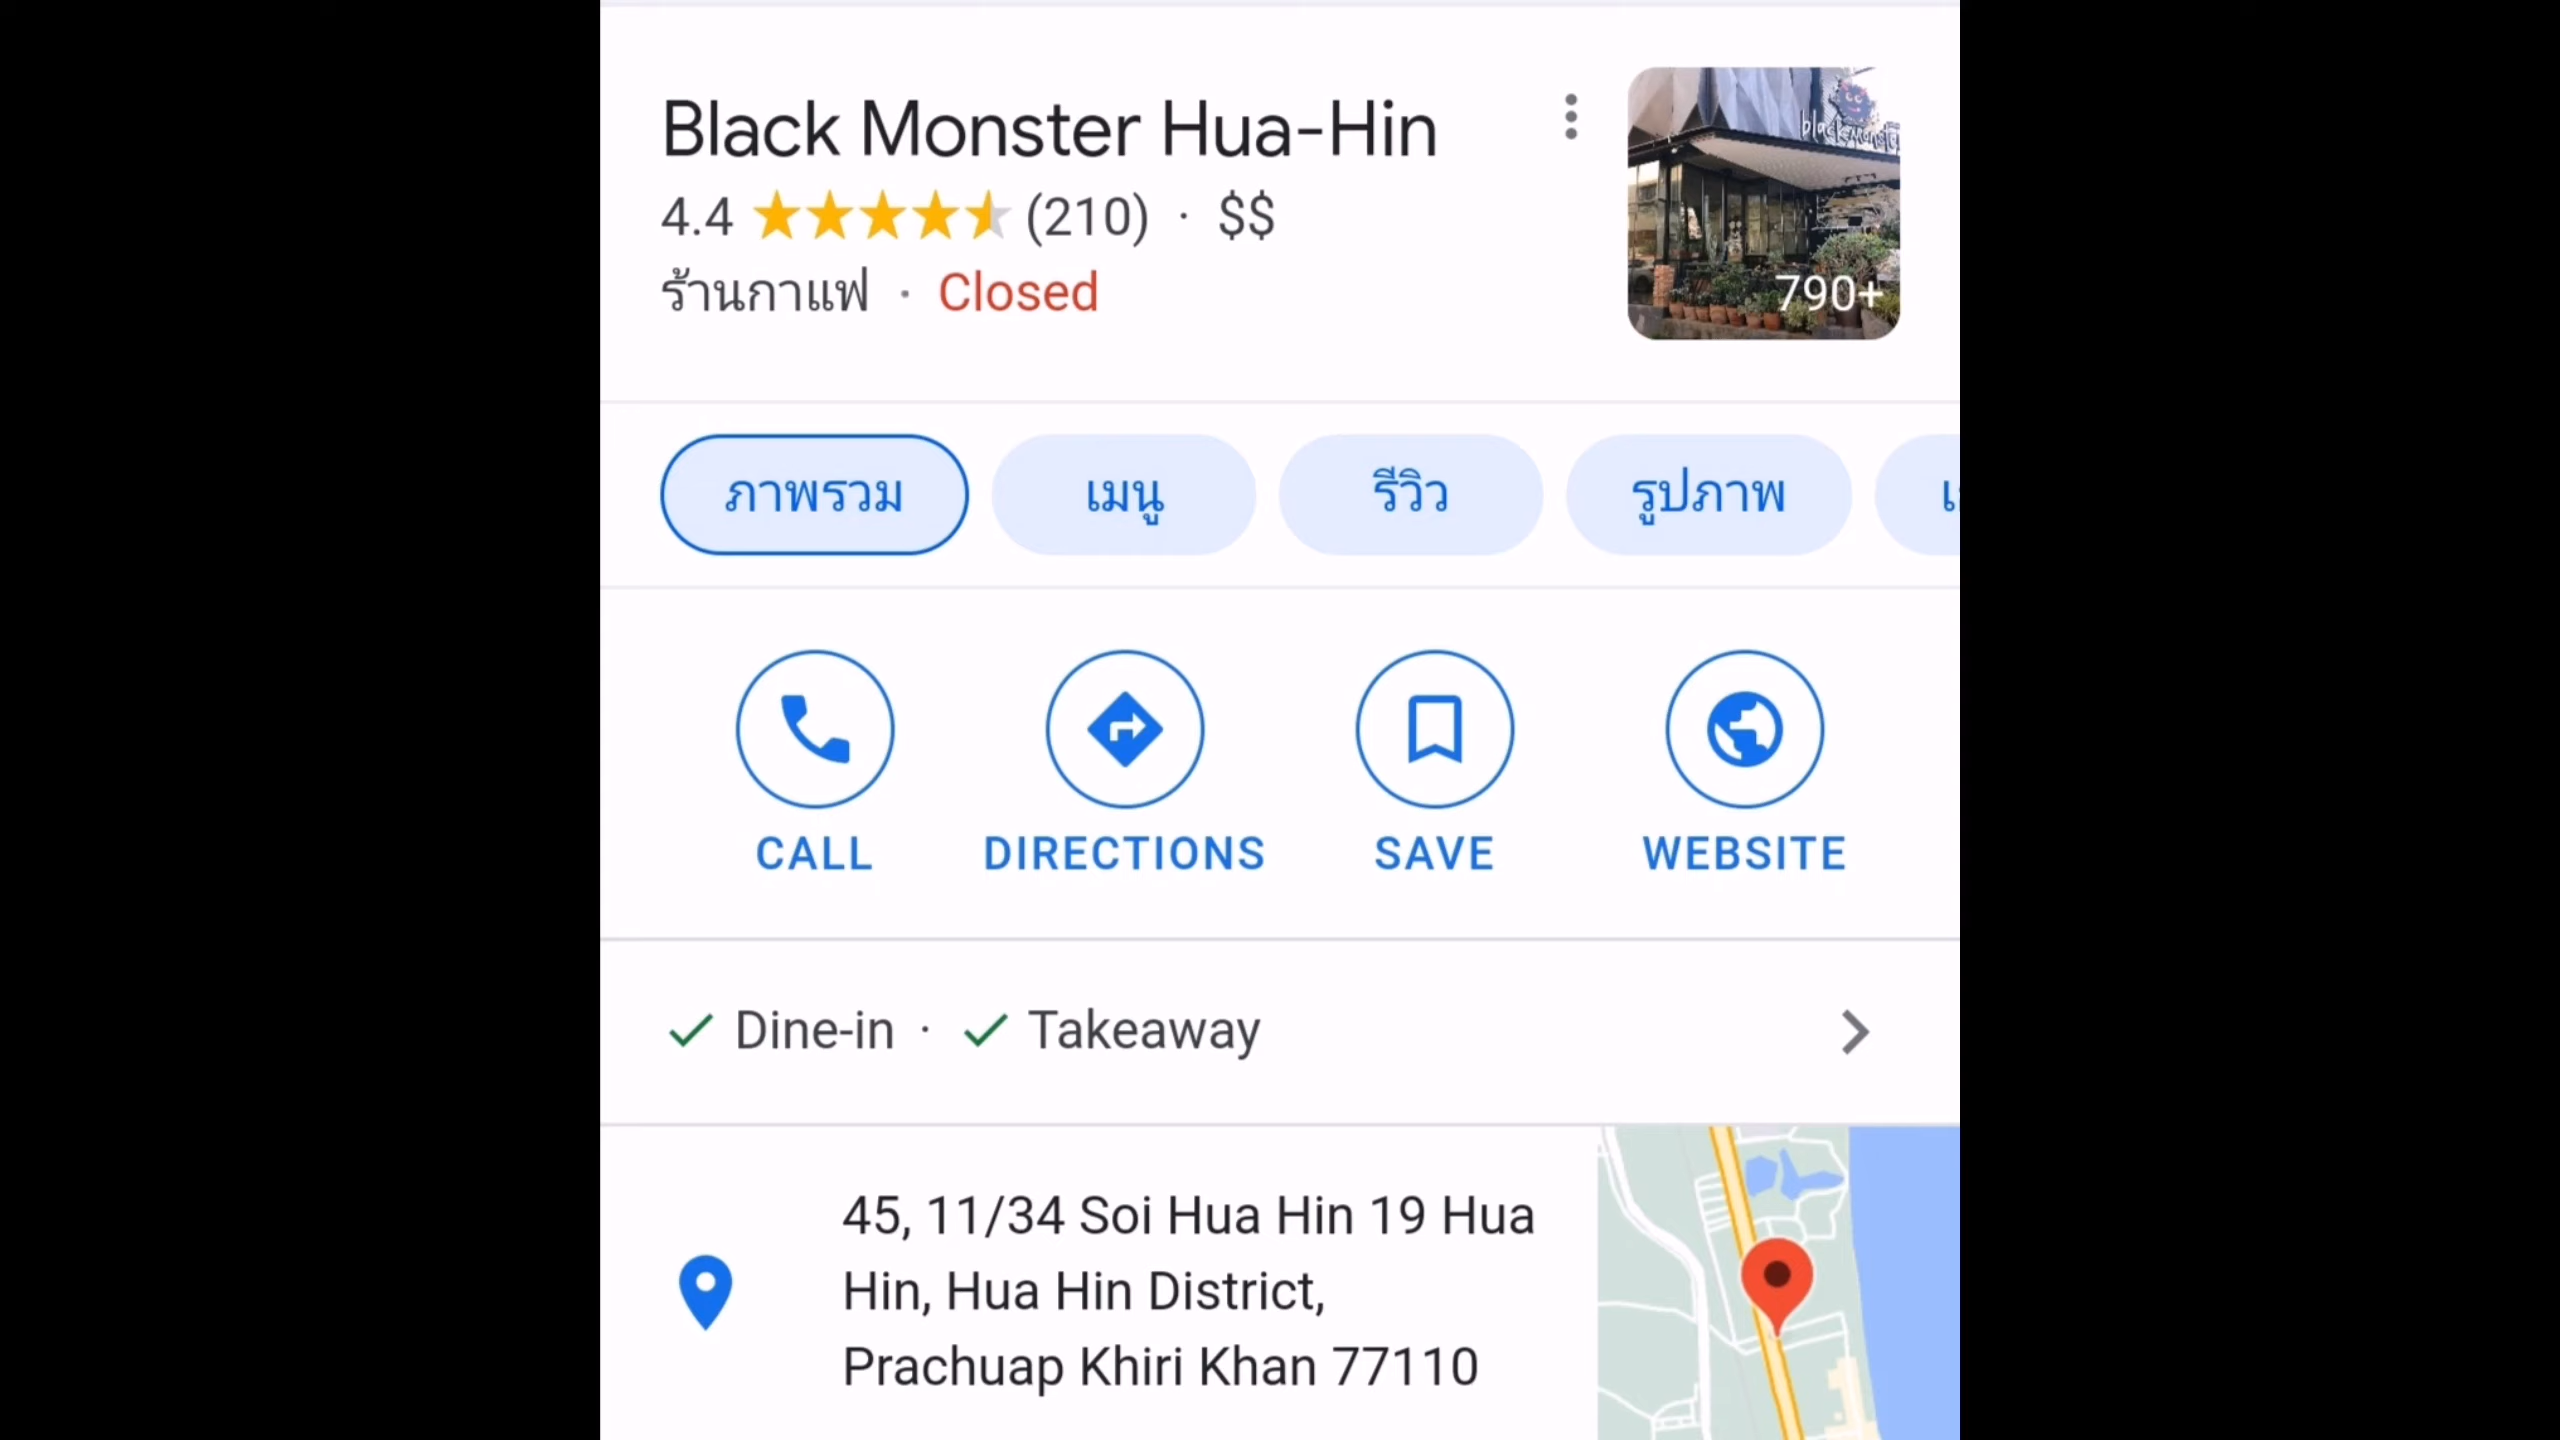 Black Monster Hua-Hin
4.4 (210) · $$
ร้านกาแฟ · Closed
790+
ภาพรวม
เมนู
รีวิว
รูปภาพ
CALL
DIRECTIONS
SAVE
WEBSITE
Dine-in · Takeaway
45, 11/34 Soi Hua Hin 19 Hua
Hin, Hua Hin District,
Prachuap Khiri Khan 77110